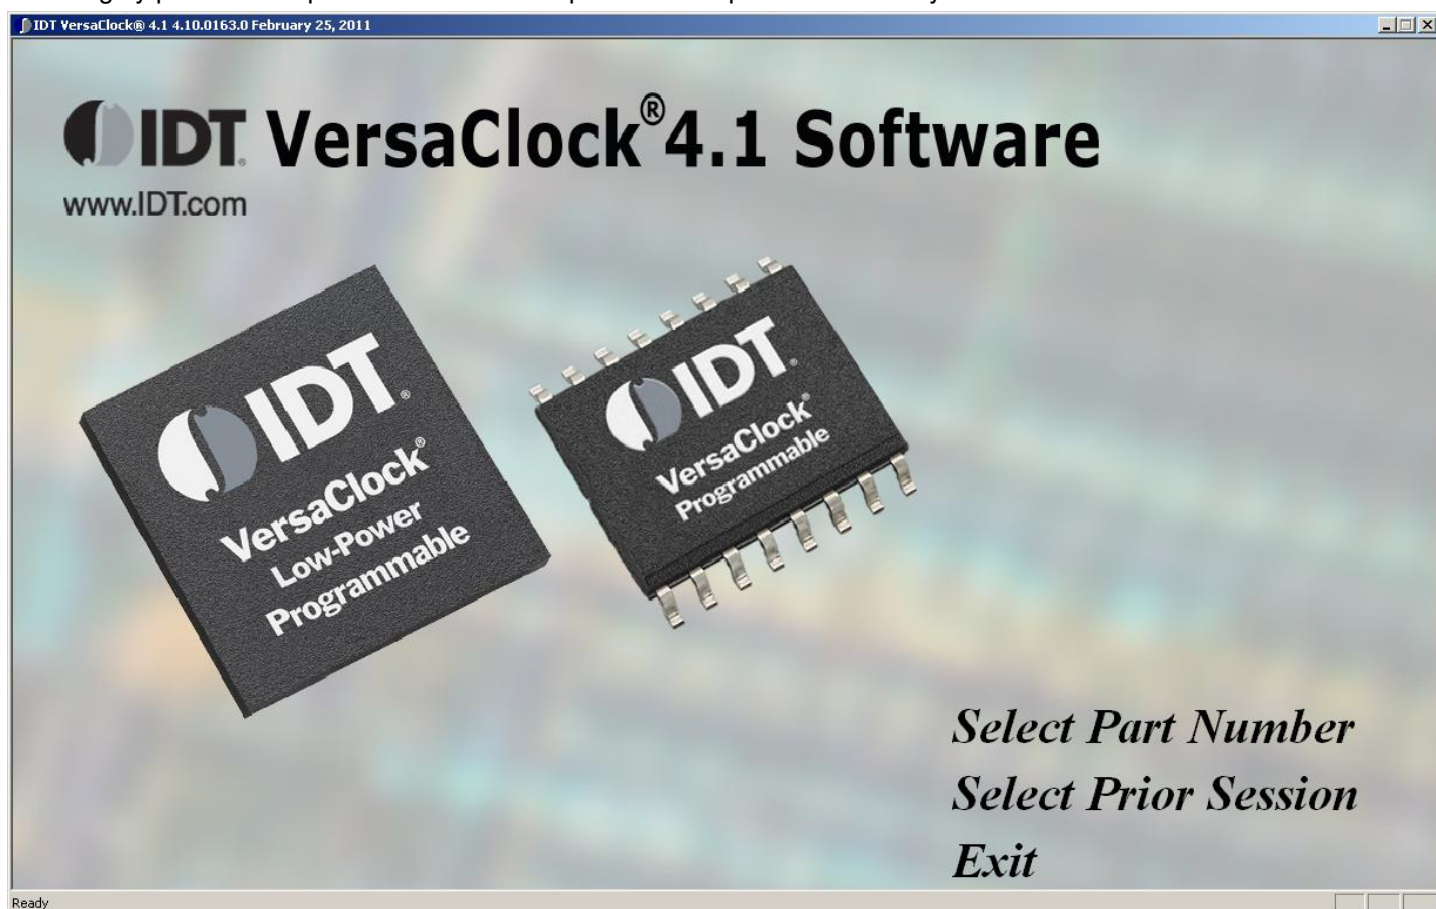 IDT VersaClock® 4.1 4.10.0163.0 February 25, 2011
IDT® VersaClock®4.1 Software
www.IDT.com
IDT®
VersaClock®
Low-Power
Programmable
IDT®
VersaClock®
Programmable
Select Part Number
Select Prior Session
Exit
Ready